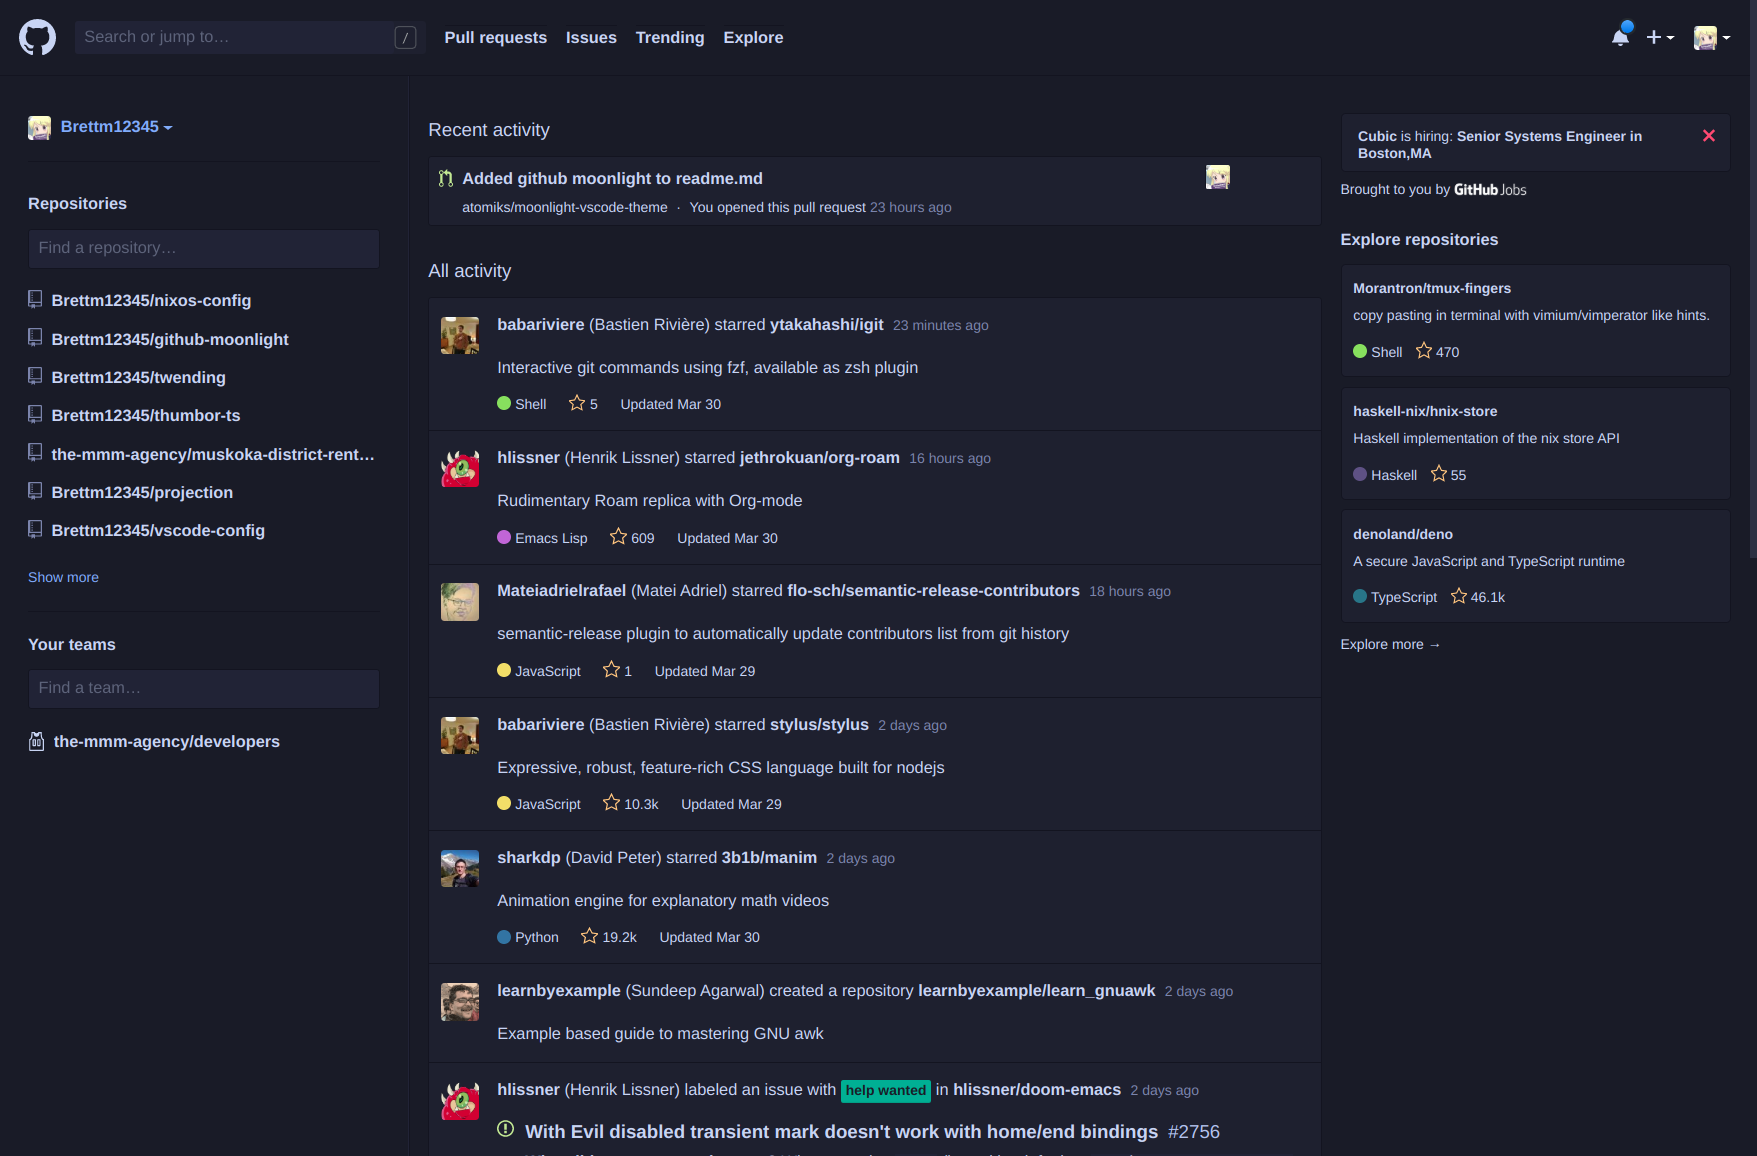 Search or jump to…
/
Pull requests
Issues
Trending
Explore
Brettm12345
Repositories
Find a repository…
Brettm12345/nixos-config
Brettm12345/github-moonlight
Brettm12345/twending
Brettm12345/thumbor-ts
the-mmm-agency/muskoka-district-rent…
Brettm12345/projection
Brettm12345/vscode-config
Show more
Your teams
Find a team…
the-mmm-agency/developers
Recent activity
Added github moonlight to readme.md
atomiks/moonlight-vscode-theme · You opened this pull request 23 hours ago
All activity
babariviere (Bastien Rivière) starred ytakahashi/igit 23 minutes ago
Interactive git commands using fzf, available as zsh plugin
Shell 5 Updated Mar 30
hlissner (Henrik Lissner) starred jethrokuan/org-roam 16 hours ago
Rudimentary Roam replica with Org-mode
Emacs Lisp 609 Updated Mar 30
Mateiadrielrafael (Matei Adriel) starred flo-sch/semantic-release-contributors 18 hours ago
semantic-release plugin to automatically update contributors list from git history
JavaScript 1 Updated Mar 29
babariviere (Bastien Rivière) starred stylus/stylus 2 days ago
Expressive, robust, feature-rich CSS language built for nodejs
JavaScript 10.3k Updated Mar 29
sharkdp (David Peter) starred 3b1b/manim 2 days ago
Animation engine for explanatory math videos
Python 19.2k Updated Mar 30
learnbyexample (Sundeep Agarwal) created a repository learnbyexample/learn_gnuawk 2 days ago
Example based guide to mastering GNU awk
hlissner (Henrik Lissner) labeled an issue with help wanted in hlissner/doom-emacs 2 days ago
With Evil disabled transient mark doesn't work with home/end bindings #2756
Cubic is hiring: Senior Systems Engineer in
Boston,MA
Brought to you by GitHub Jobs
Explore repositories
Morantron/tmux-fingers
copy pasting in terminal with vimium/vimperator like hints.
Shell 470
haskell-nix/hnix-store
Haskell implementation of the nix store API
Haskell 55
denoland/deno
A secure JavaScript and TypeScript runtime
TypeScript 46.1k
Explore more →